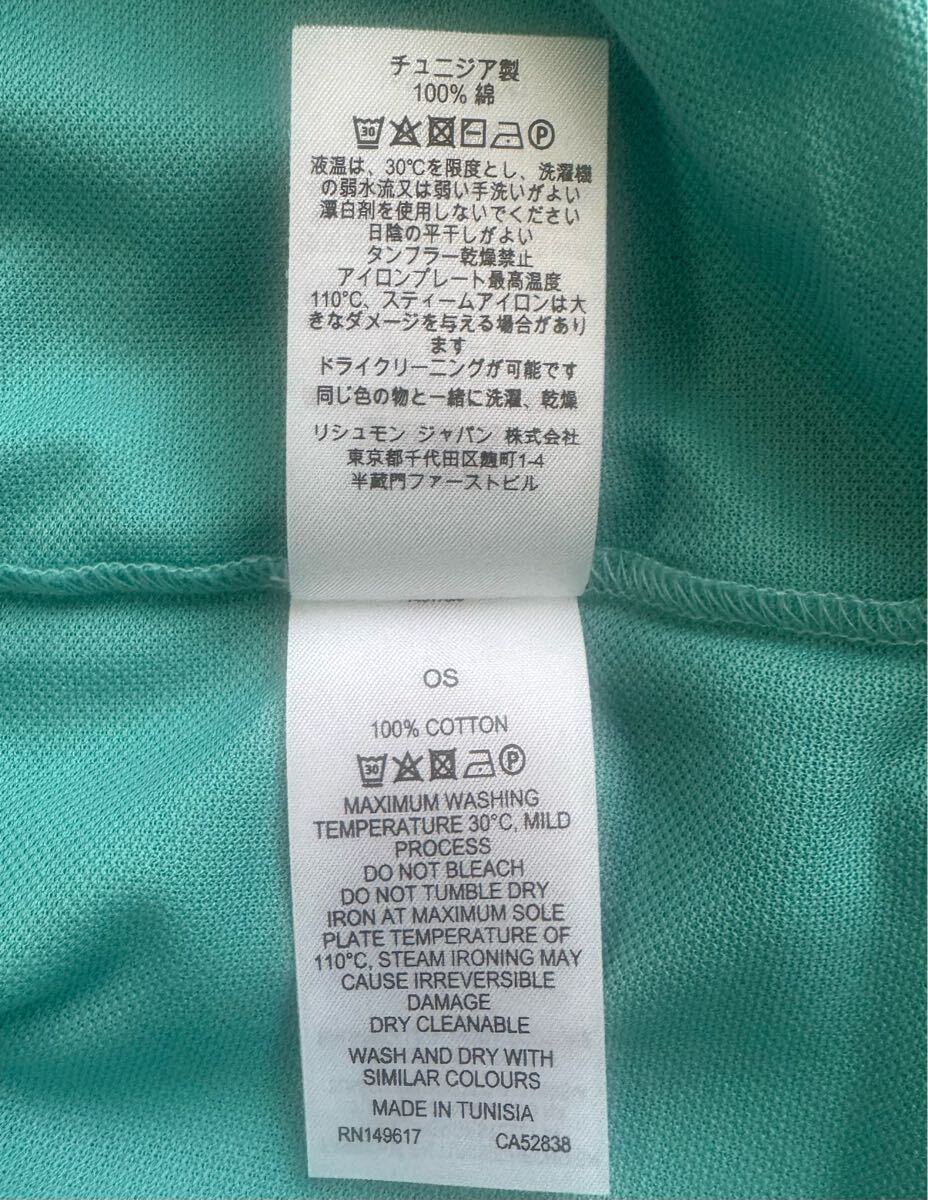 チュニジア製
100% 綿
30 P
液温は、30℃を限度とし、洗濯機
の弱水流又は弱い手洗いがよい
漂白剤を使用しないでください
日陰の平干しがよい
タンブラー乾燥禁止
アイロンプレート最高温度
110℃、スティームアイロンは大
きなダメージを与える場合があり
ます
ドライクリーニングが可能です
同じ色の物と一緒に洗濯、乾燥
リシュモン ジャパン 株式会社
東京都千代田区麹町1-4
半蔵門ファーストビル
OS
100% COTTON
30 P
MAXIMUM WASHING
TEMPERATURE 30°C, MILD
PROCESS
DO NOT BLEACH
DO NOT TUMBLE DRY
IRON AT MAXIMUM SOLE
PLATE TEMPERATURE OF
110°C, STEAM IRONING MAY
CAUSE IRREVERSIBLE
DAMAGE
DRY CLEANABLE
WASH AND DRY WITH
SIMILAR COLOURS
MADE IN TUNISIA
RN149617 CA52838